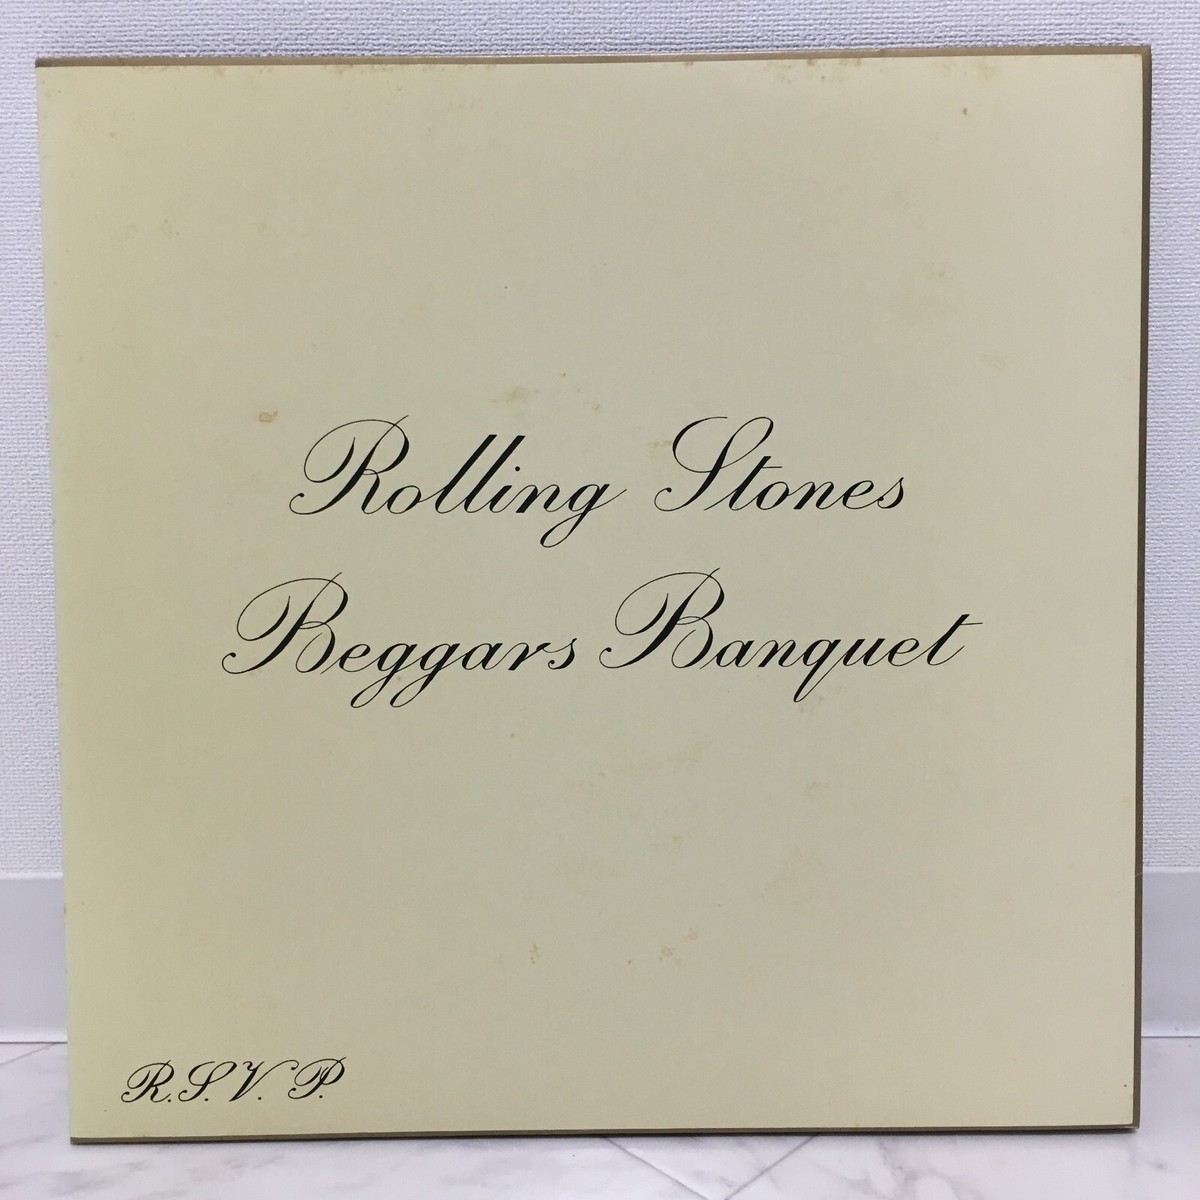 Rolling Stones
Beggars Banquet
R.S.V.P.